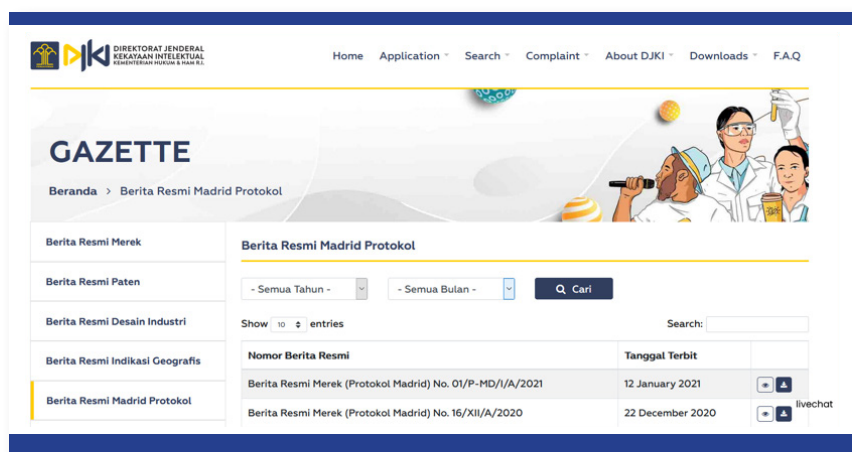 DIREKTORAT JENDERAL
KEKAYAAN INTELEKTUAL
KEMENTERIAN HUKUM & HAM R.I.
Home Application Search Complaint About DJKI Downloads F.A.Q
GAZETTE
Beranda > Berita Resmi Madrid Protokol
Berita Resmi Merek
Berita Resmi Paten
Berita Resmi Desain Industri
Berita Resmi Indikasi Geografis
Berita Resmi Madrid Protokol
Berita Resmi Madrid Protokol
- Semua Tahun - - Semua Bulan - Cari
Show 10 entries Search:
Nomor Berita Resmi Tanggal Terbit
Berita Resmi Merek (Protokol Madrid) No. 01/P-MD/I/A/2021 12 January 2021
Berita Resmi Merek (Protokol Madrid) No. 16/XII/A/2020 22 December 2020
livechat